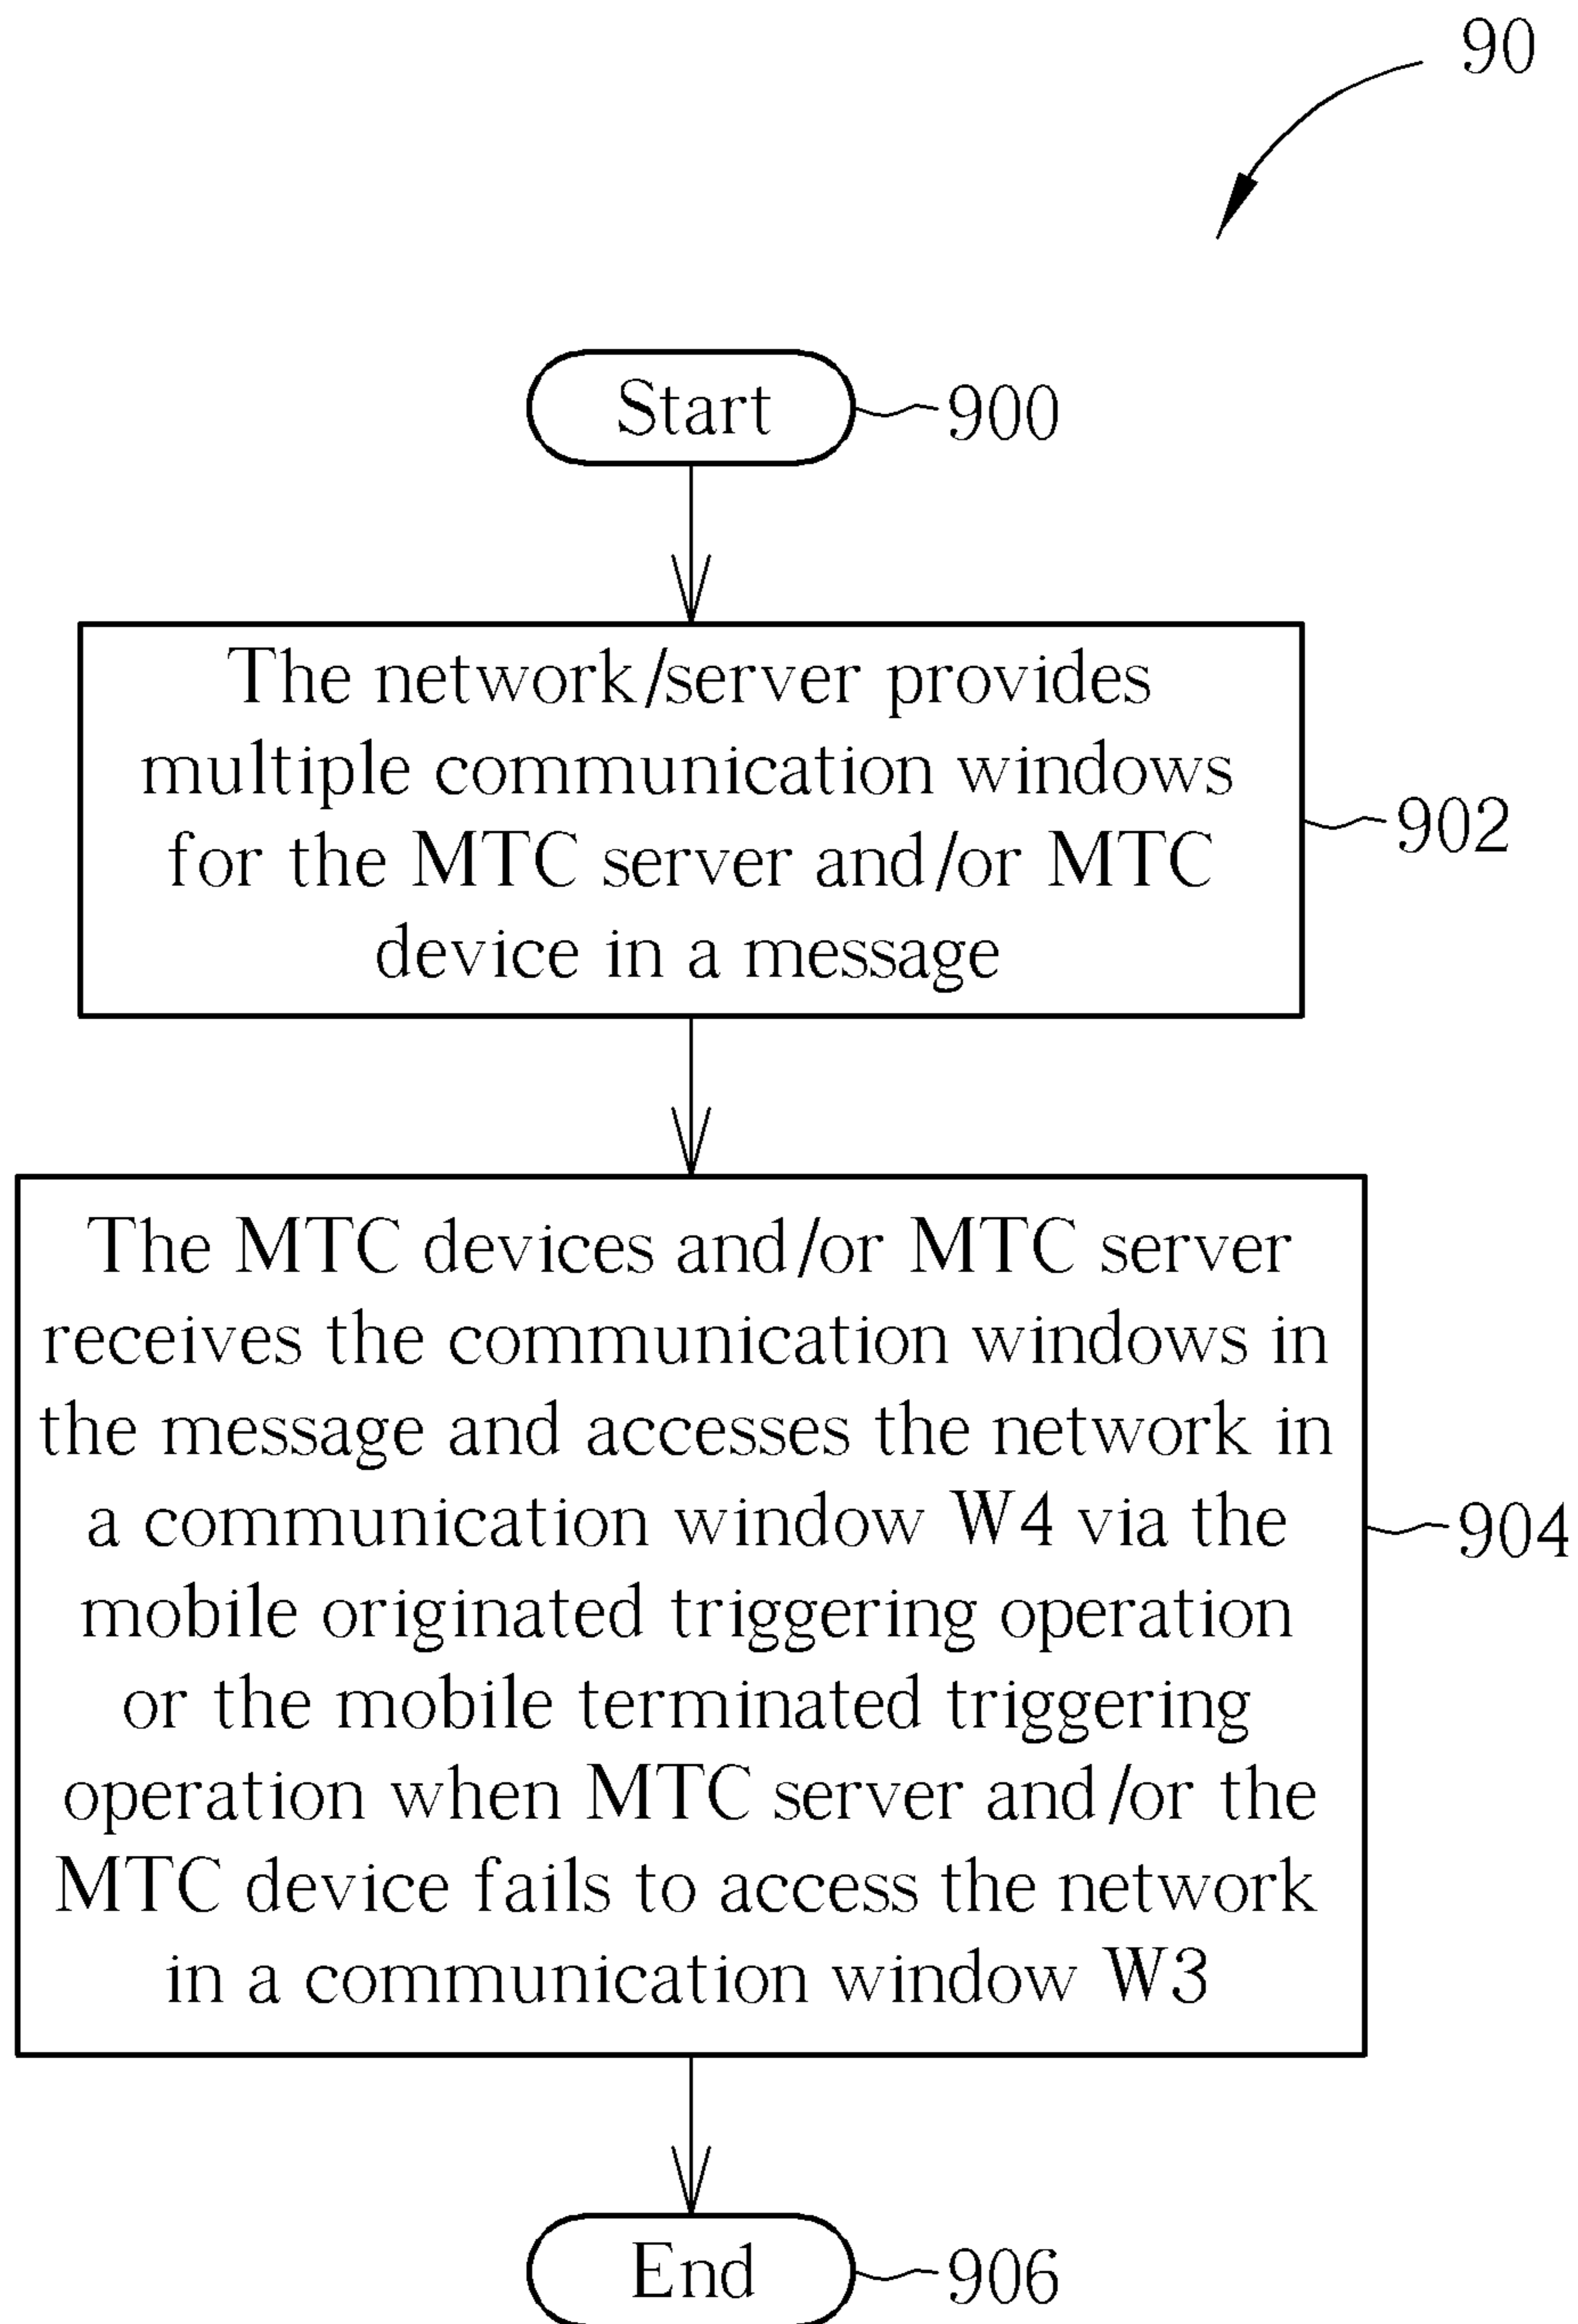 90
Start
900
The network/server provides
multiple communication windows
for the MTC server and/or MTC
device in a message
902
The MTC devices and/or MTC server
receives the communication windows in
the message and accesses the network in
a communication window W4 via the
mobile originated triggering operation
or the mobile terminated triggering
operation when MTC server and/or the
MTC device fails to access the network
in a communication window W3
904
End
906